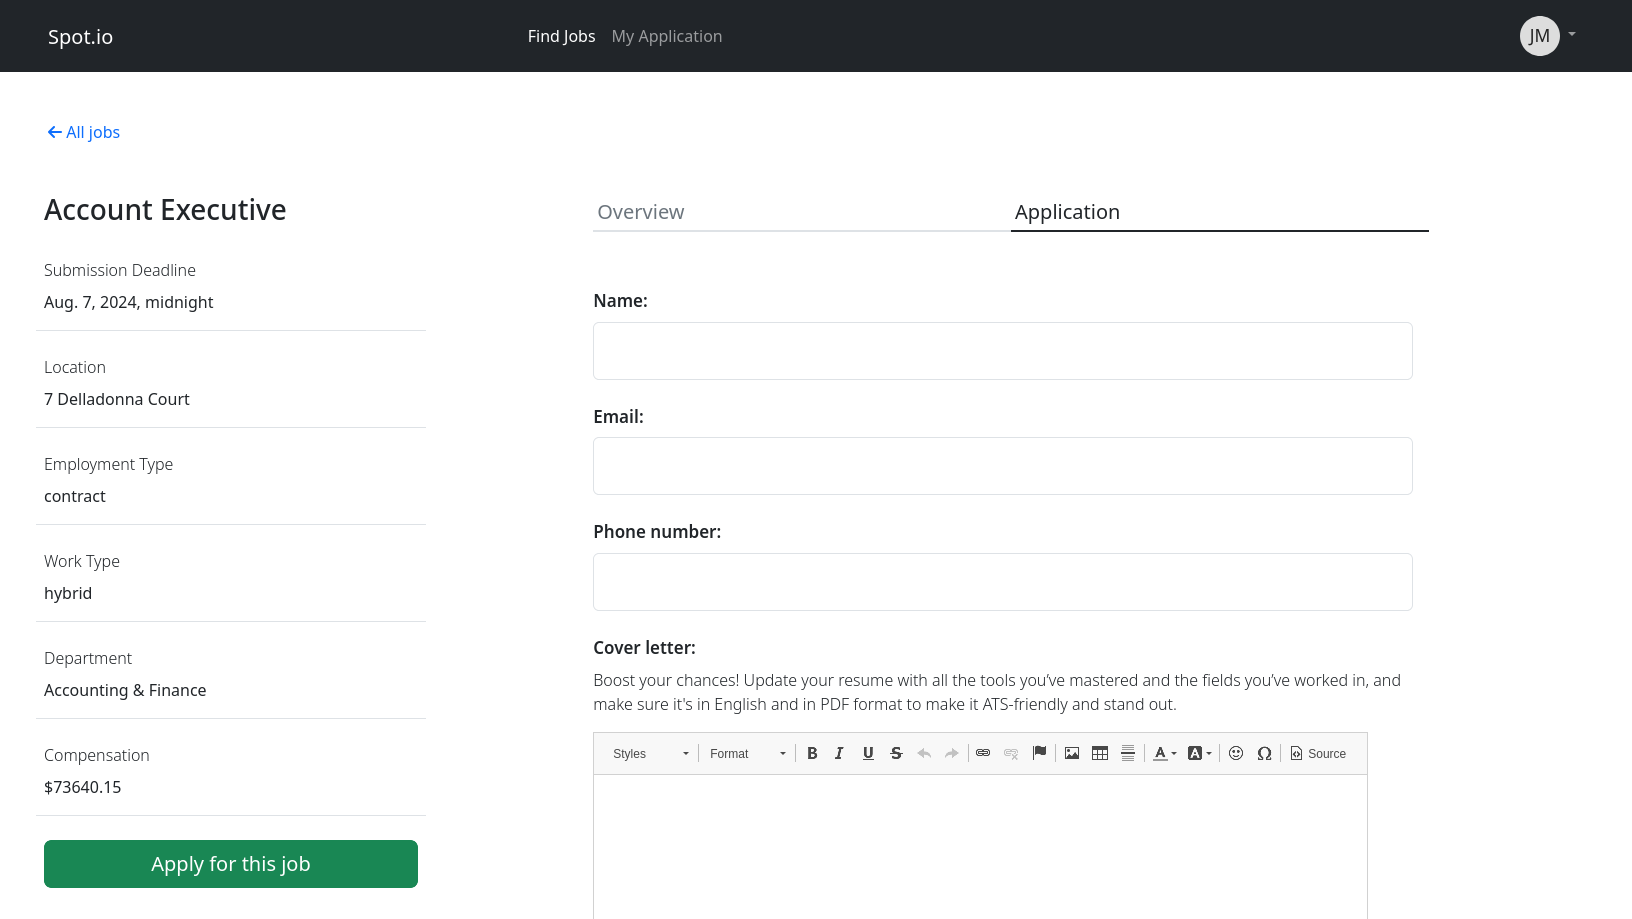 Spot.io
Find Jobs
My Application
JM
All jobs
Account Executive
Submission Deadline
Aug. 7, 2024, midnight
Location
7 Delladonna Court
Employment Type
contract
Work Type
hybrid
Department
Accounting & Finance
Compensation
$73640.15
Apply for this job
Overview
Application
Name:
Email:
Phone number:
Cover letter:
Boost your chances! Update your resume with all the tools you’ve mastered and the fields you’ve worked in, and
make sure it's in English and in PDF format to make it ATS-friendly and stand out.
Styles
Format
B I U S
A A
Ω
Source